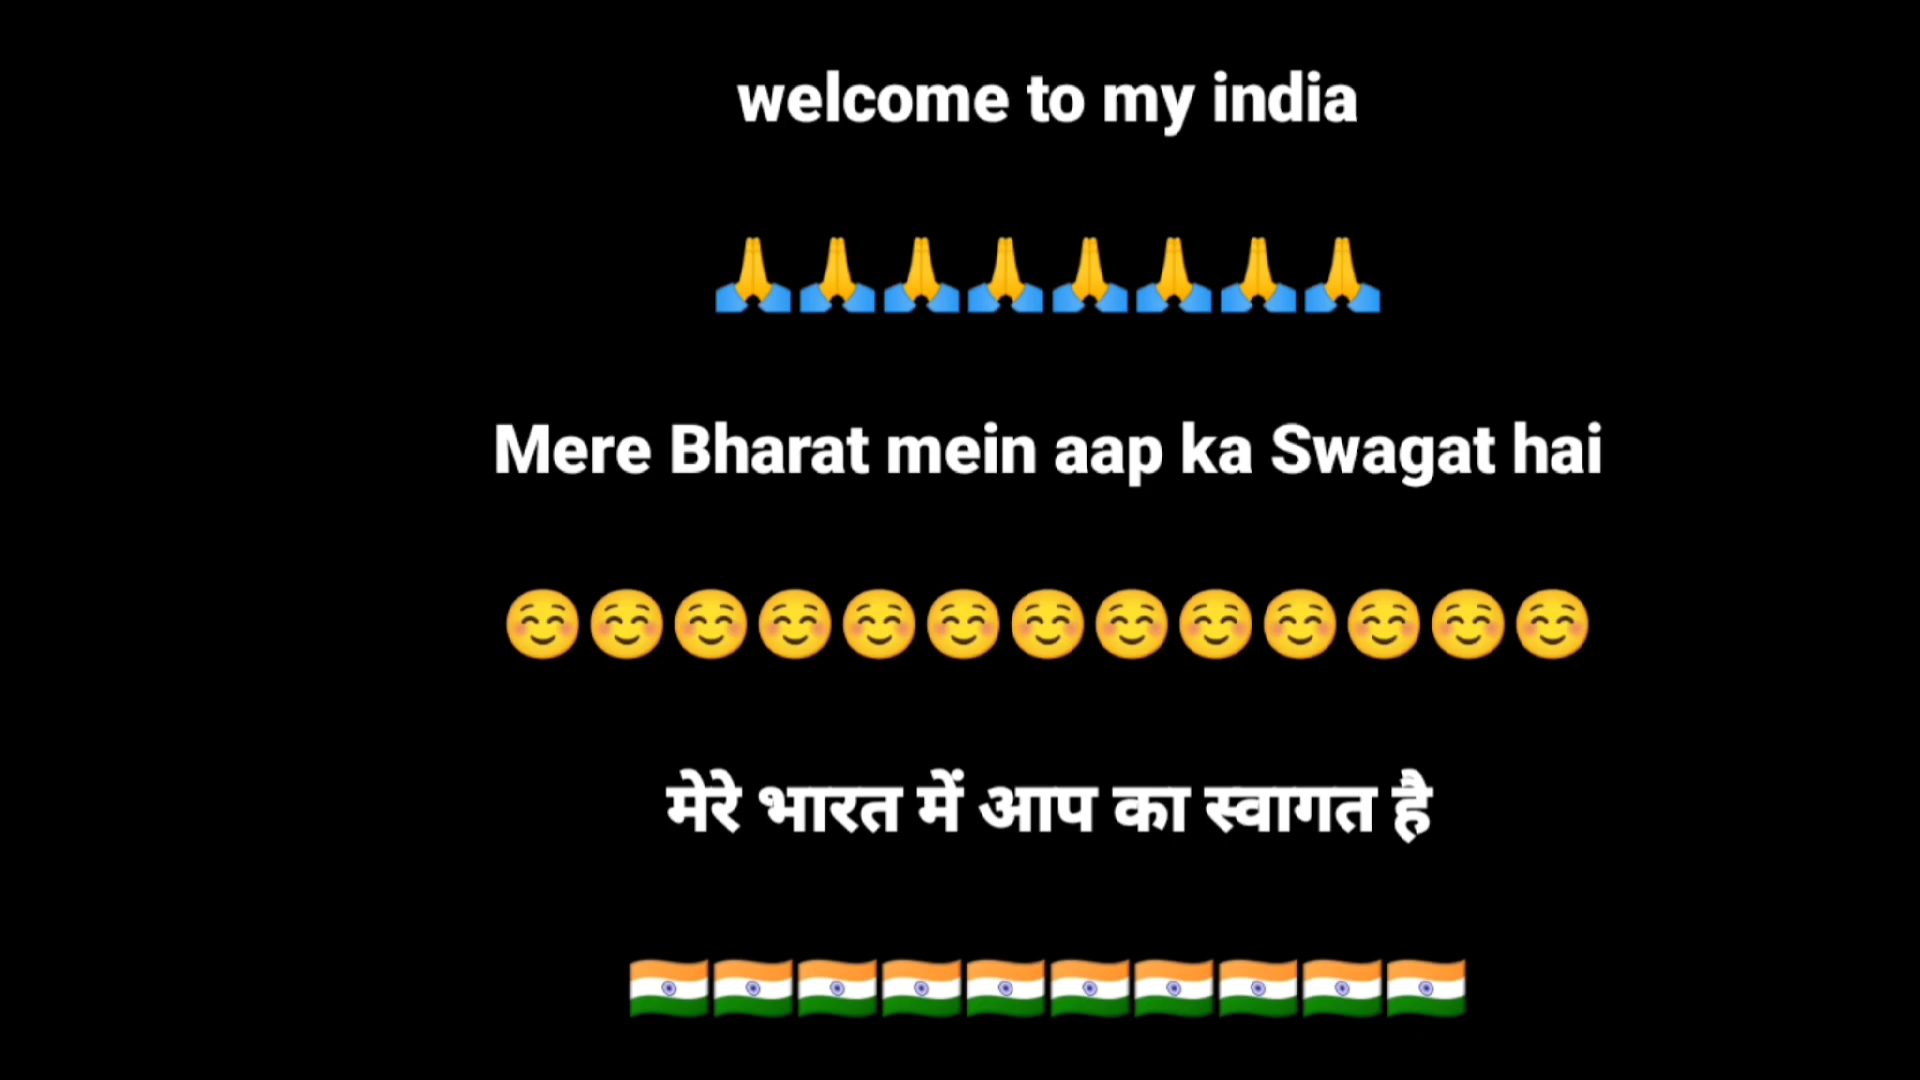 welcome to my india
🙏🙏🙏🙏🙏🙏🙏🙏
Mere Bharat mein aap ka Swagat hai
☺️☺️☺️☺️☺️☺️☺️☺️☺️☺️☺️☺️☺️
मेरे भारत में आप का स्वागत है
🇮🇳🇮🇳🇮🇳🇮🇳🇮🇳🇮🇳🇮🇳🇮🇳🇮🇳🇮🇳